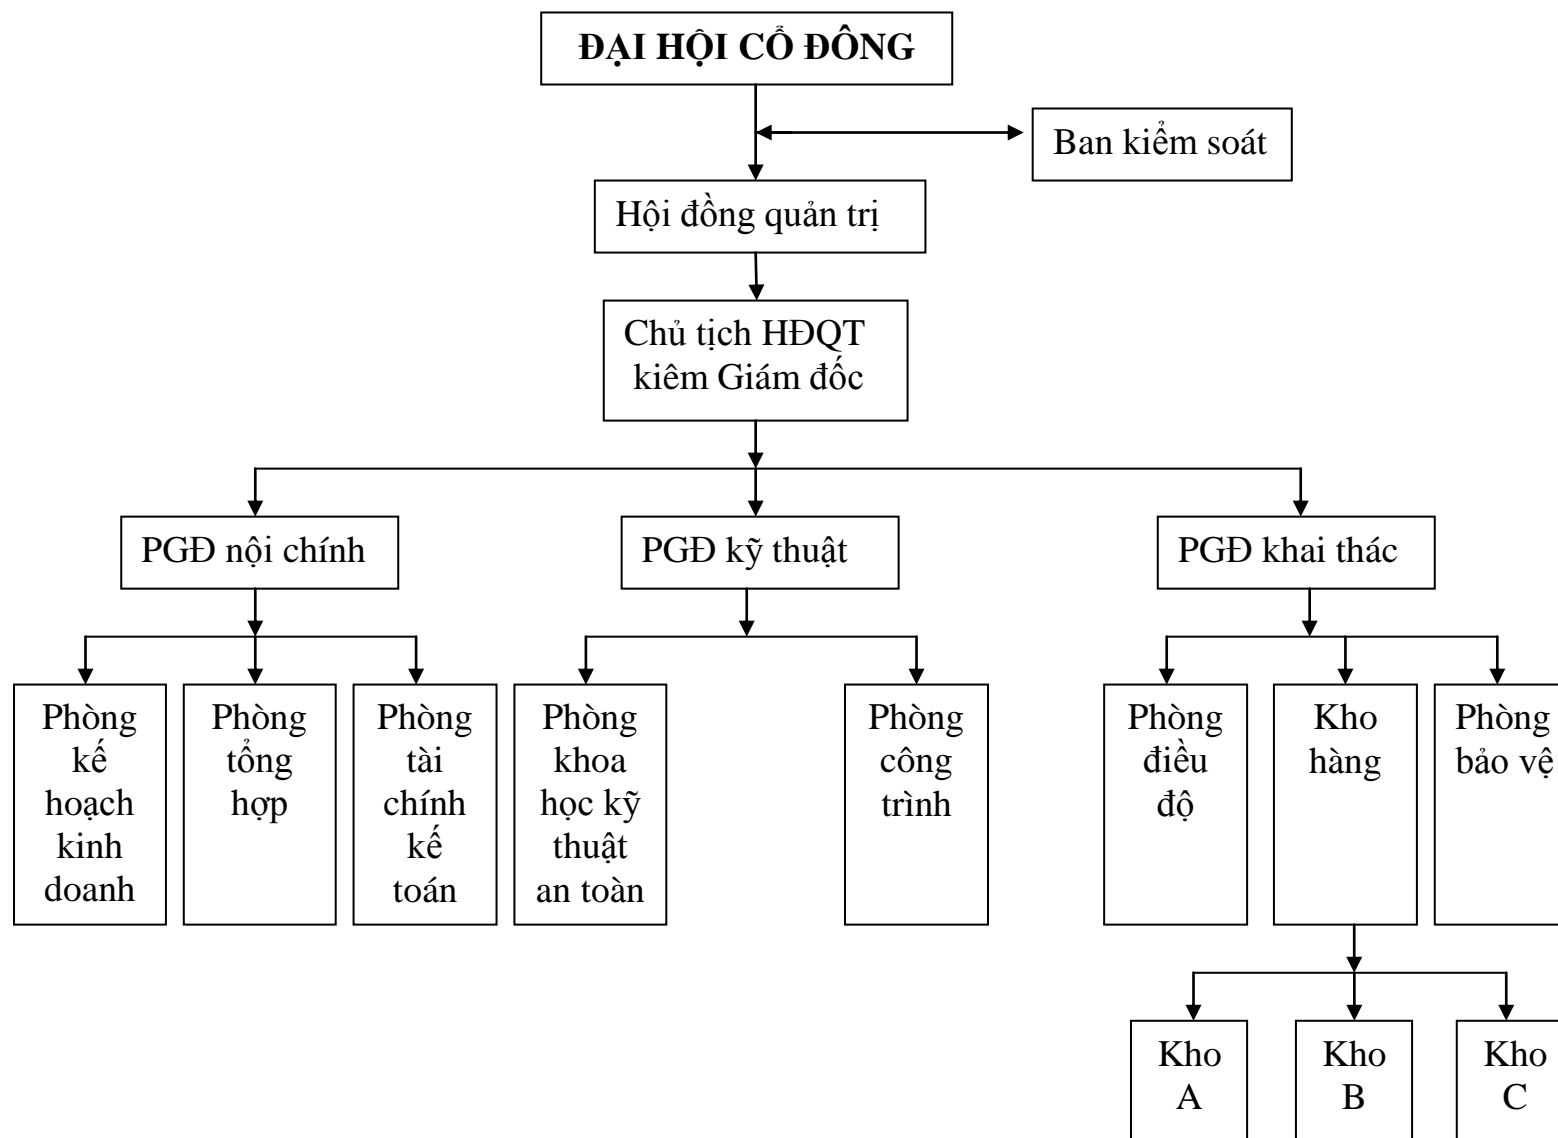 ĐẠI HỘI CỔ ĐÔNG
Ban kiểm soát
Hội đồng quản trị
Chủ tịch HĐQT
kiêm Giám đốc
PGĐ nội chính
PGĐ kỹ thuật
PGĐ khai thác
Phòng
kế
hoạch
kinh
doanh
Phòng
tổng
hợp
Phòng
tài
chính
kế
toán
Phòng
khoa
học kỹ
thuật
an toàn
Phòng
công
trình
Phòng
điều
độ
Kho
hàng
Phòng
bảo vệ
Kho
A
Kho
B
Kho
C